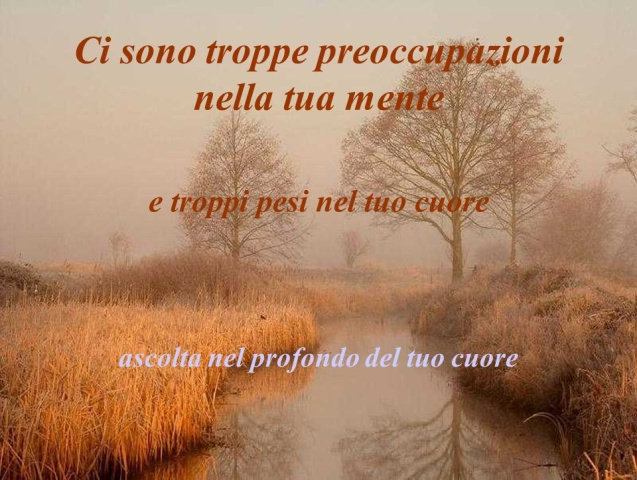 Ci sono troppe preoccupazioni
nella tua mente
e troppi pesi nel tuo cuore
ascolta nel profondo del tuo cuore